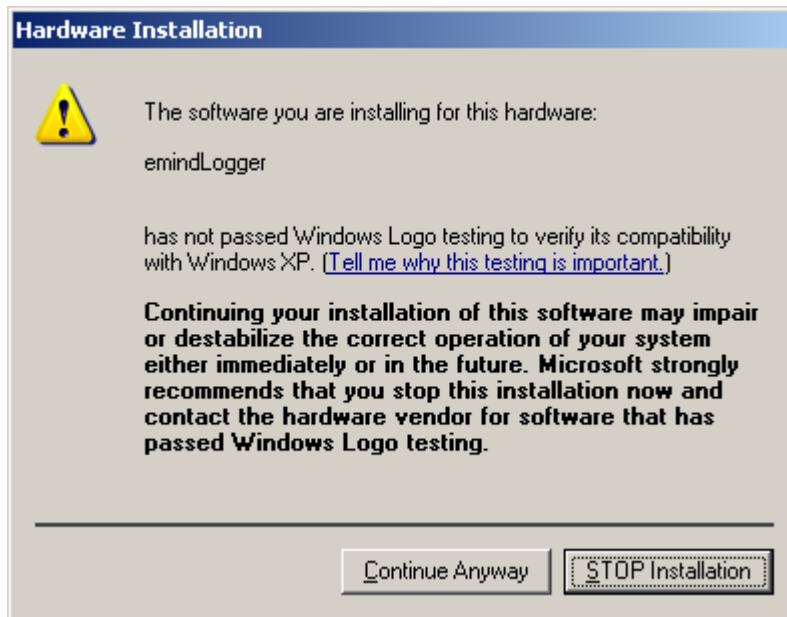 Hardware Installation
The software you are installing for this hardware:
emindLogger
has not passed Windows Logo testing to verify its compatibility
with Windows XP. (Tell me why this testing is important.)
Continuing your installation of this software may impair
or destabilize the correct operation of your system
either immediately or in the future. Microsoft strongly
recommends that you stop this installation now and
contact the hardware vendor for software that has
passed Windows Logo testing.
Continue Anyway
STOP Installation